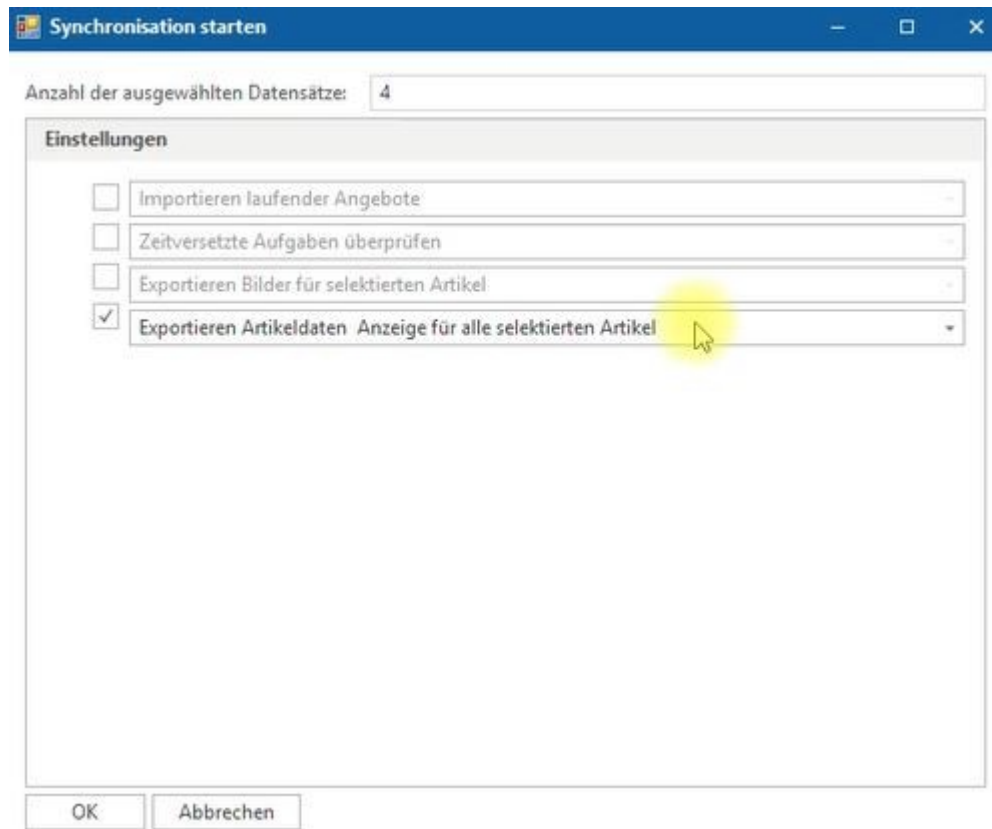 Synchronisation starten
Anzahl der ausgewählten Datensätze: 4
Einstellungen
Importieren laufender Angebote
Zeitversetzte Aufgaben überprüfen
Exportieren Bilder für selektierten Artikel
Exportieren Artikeldaten Anzeige für alle selektierten Artikel
OK Abbrechen